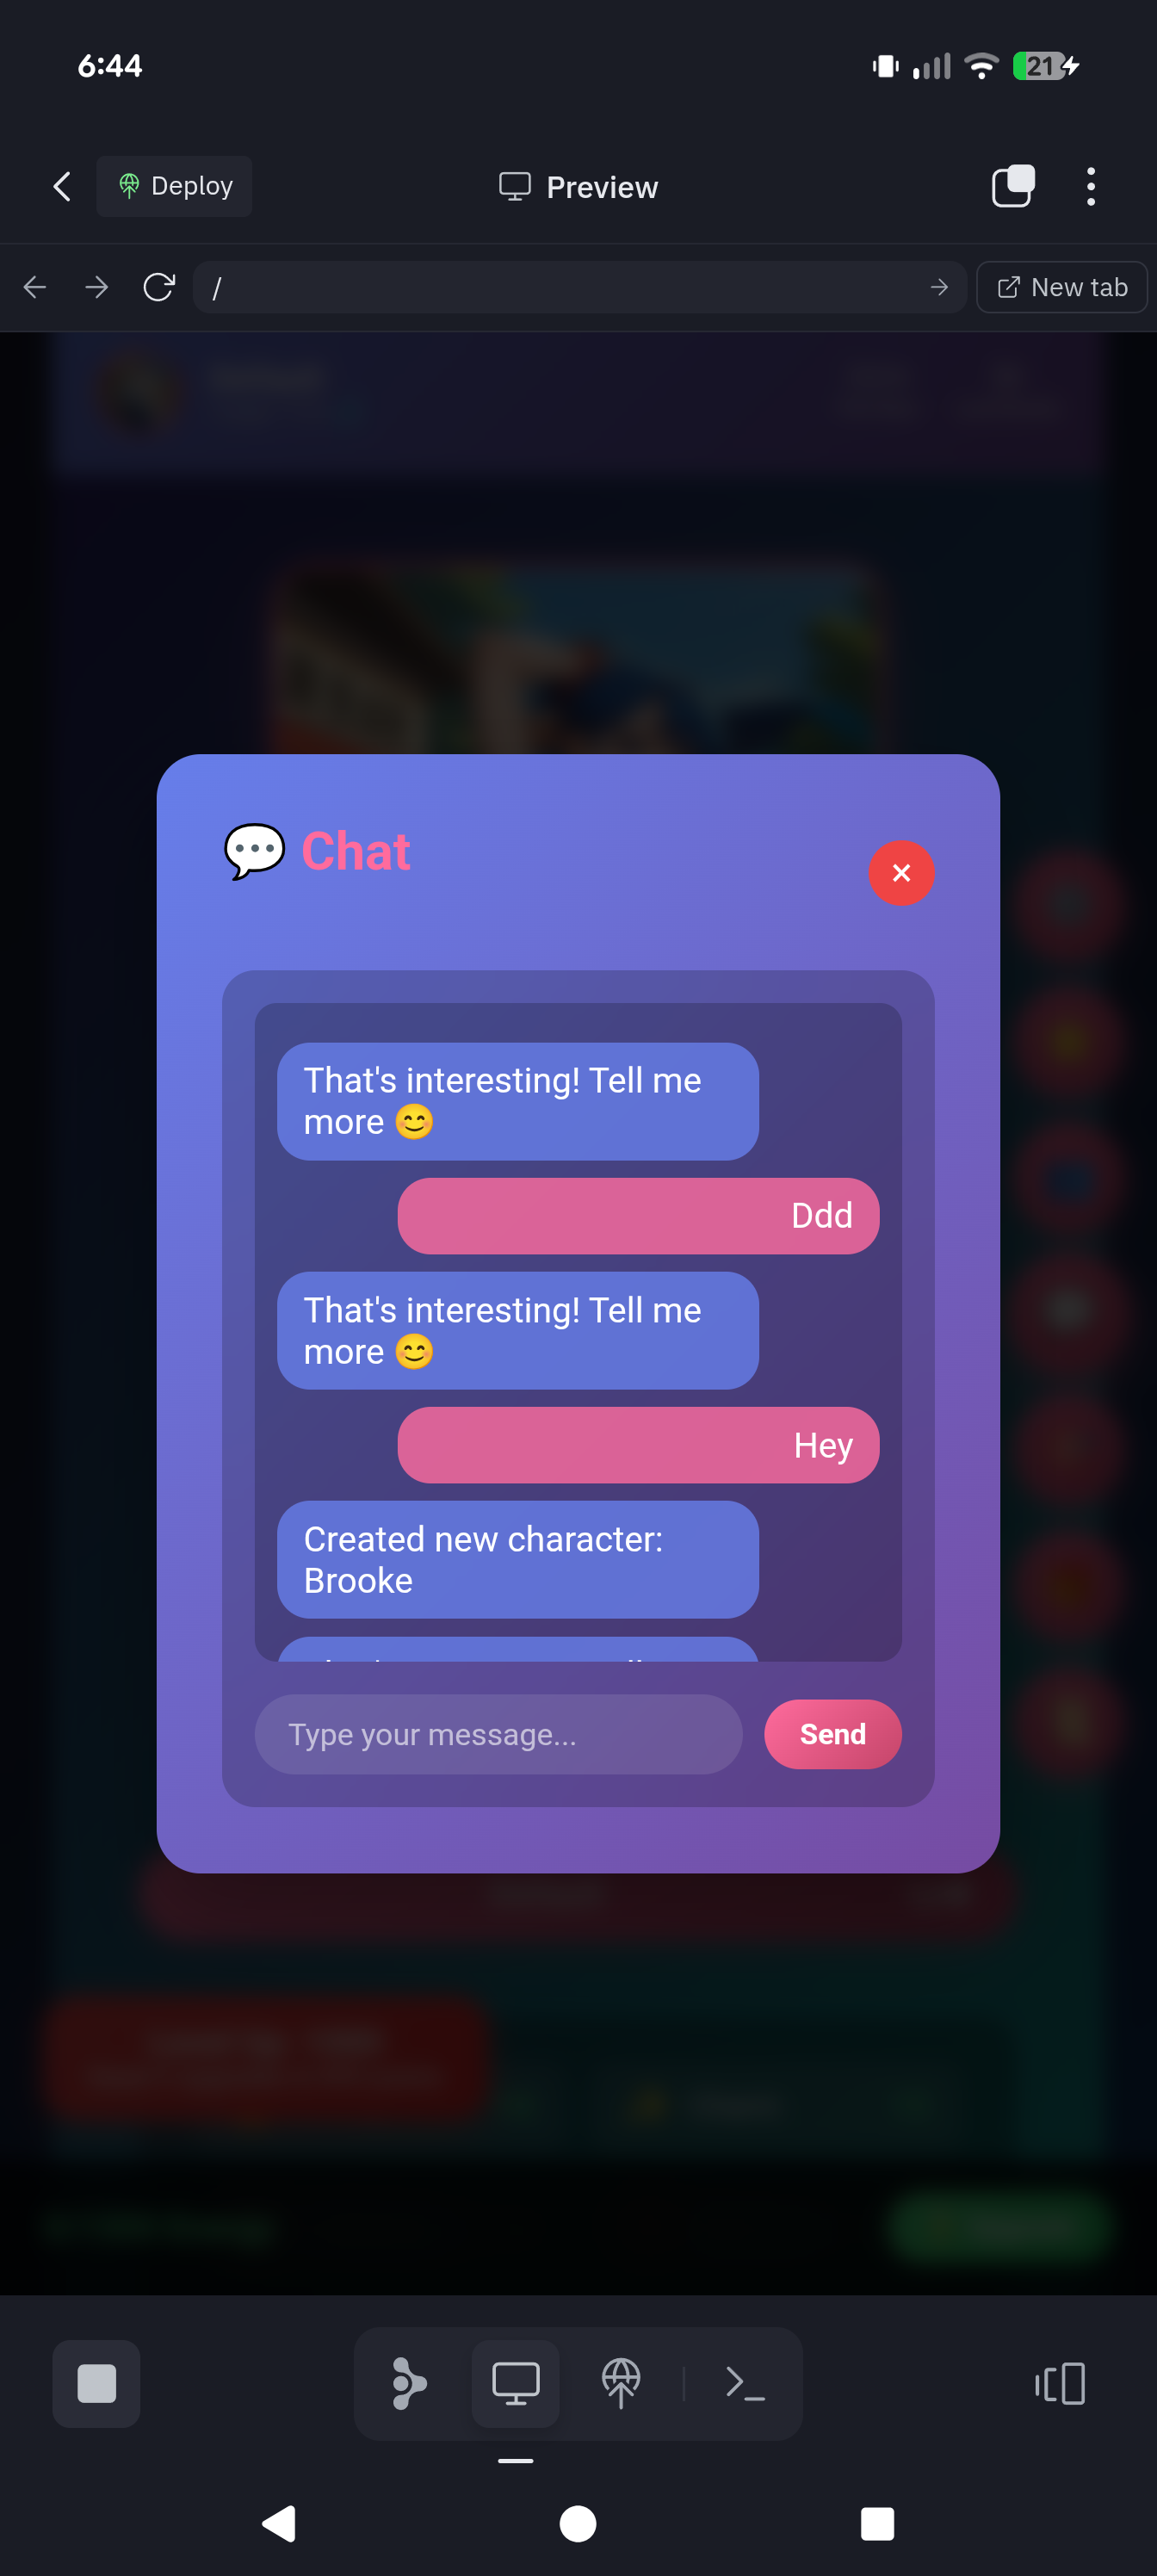 6:44
21
Deploy
Preview
/
New tab
💬 Chat
×
That's interesting! Tell me
more 😊
Ddd
That's interesting! Tell me
more 😊
Hey
Created new character:
Brooke
Type your message...
Send